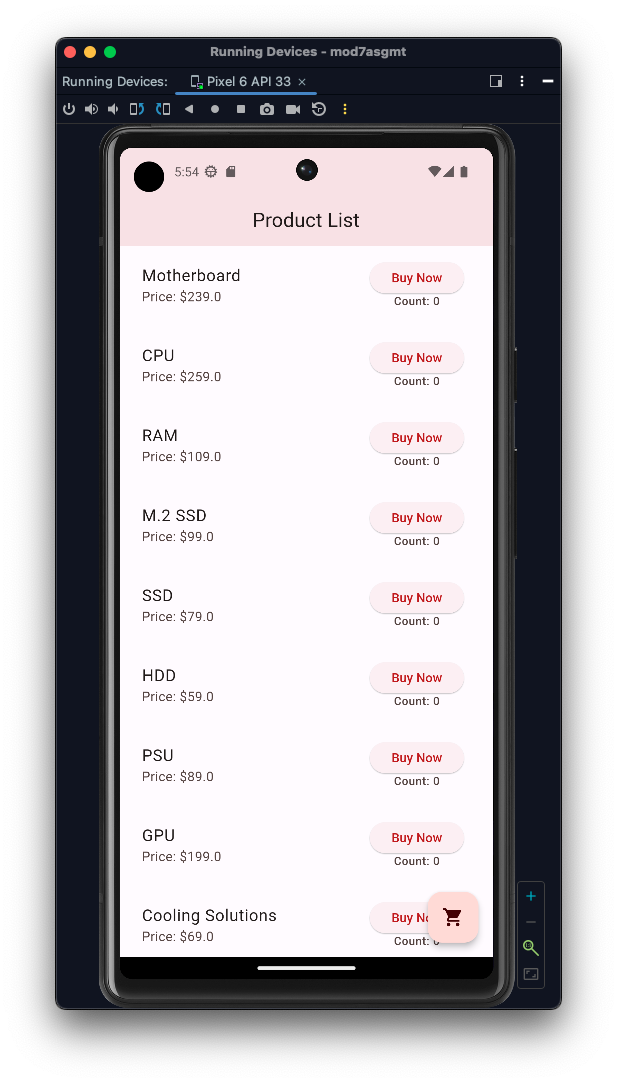 Running Devices - mod7asgmt
Running Devices:
Pixel 6 API 33
5:54
Product List
Motherboard
Price: $239.0
Buy Now
Count: 0
CPU
Price: $259.0
Buy Now
Count: 0
RAM
Price: $109.0
Buy Now
Count: 0
M.2 SSD
Price: $99.0
Buy Now
Count: 0
SSD
Price: $79.0
Buy Now
Count: 0
HDD
Price: $59.0
Buy Now
Count: 0
PSU
Price: $89.0
Buy Now
Count: 0
GPU
Price: $199.0
Buy Now
Count: 0
Cooling Solutions
Price: $69.0
Buy
Count: